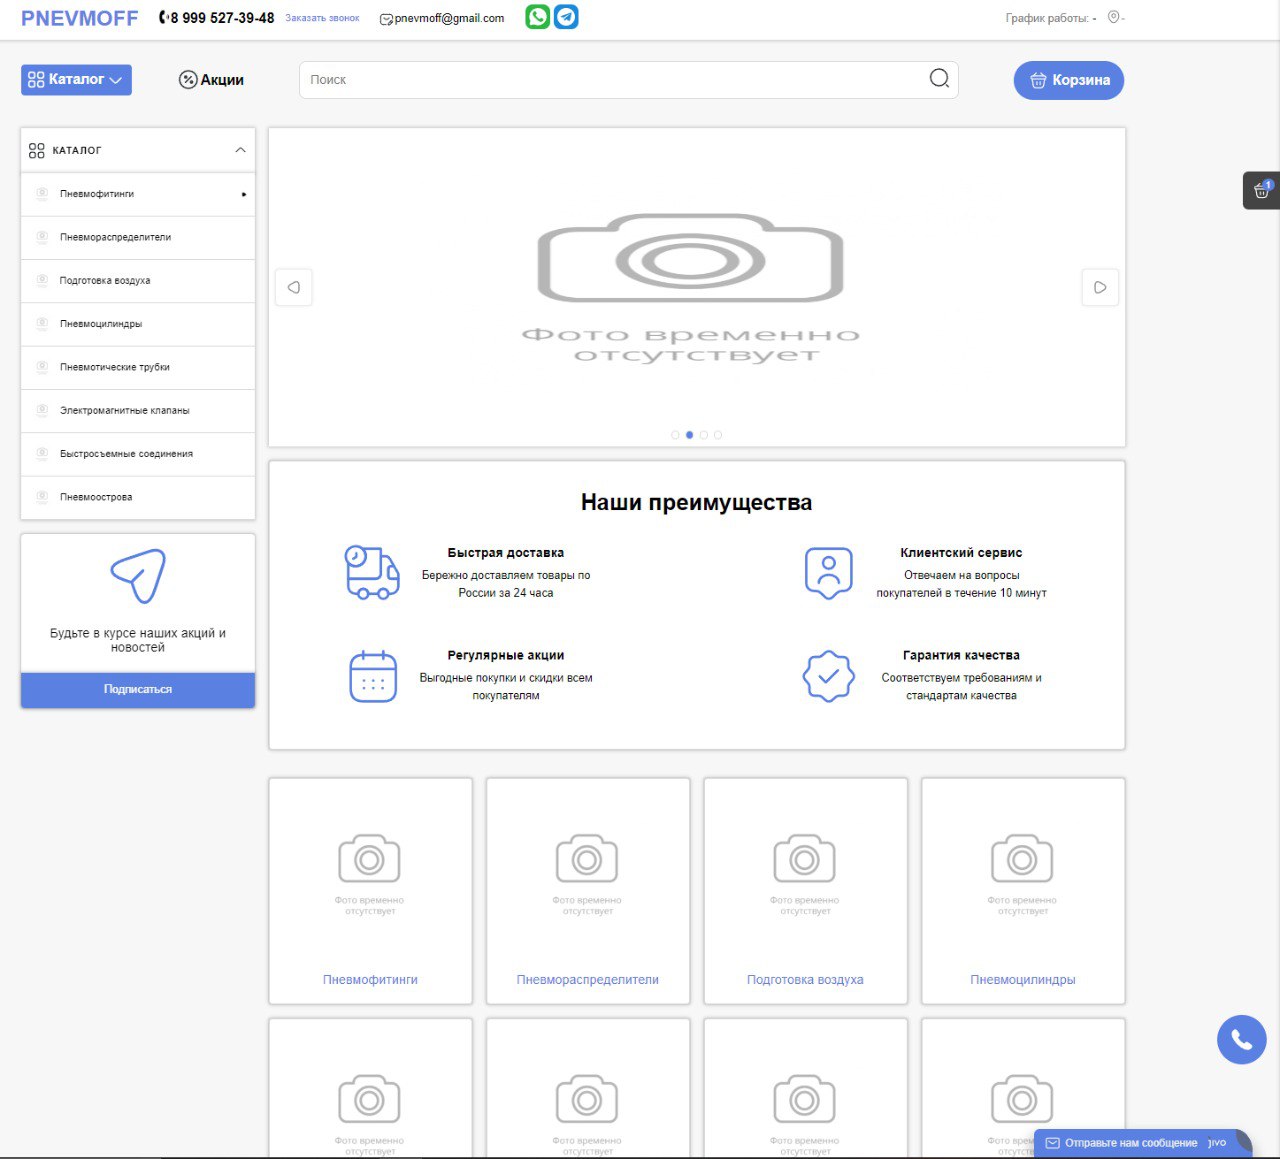 PNEVMOFF
8 999 527-39-48
Заказать звонок
pnevmoff@gmail.com
График работы: -
-
Каталог
Акции
Поиск
Корзина
1
КАТАЛОГ
Пневмофитинги
Пневмораспределители
Подготовка воздуха
Пневмоцилиндры
Пневмотические трубки
Электромагнитные клапаны
Быстросъемные соединения
Пневмоострова
Будьте в курсе наших акций и
новостей
Подписаться
Фото временно
отсутствует
Наши преимущества
Быстрая доставка
Бережно доставляем товары по
России за 24 часа
Клиентский сервис
Отвечаем на вопросы
покупателей в течение 10 минут
Регулярные акции
Выгодные покупки и скидки всем
покупателям
Гарантия качества
Соответствуем требованиям и
стандартам качества
Фото временно
отсутствует
Пневмофитинги
Фото временно
отсутствует
Пневмораспределители
Фото временно
отсутствует
Подготовка воздуха
Фото временно
отсутствует
Пневмоцилиндры
Фото временно
отсутствует
Фото временно
отсутствует
Фото временно
отсутствует
Фото
Отправьте нам сообщение
jivo